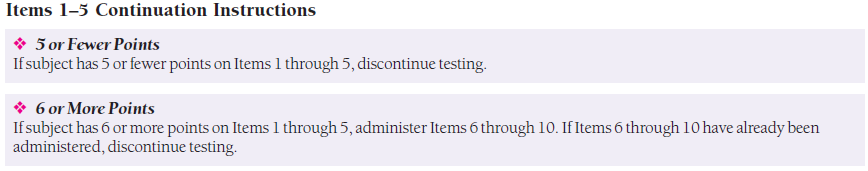 Items 1–5 Continuation Instructions
❖ 5 or Fewer Points
If subject has 5 or fewer points on Items 1 through 5, discontinue testing.
❖ 6 or More Points
If subject has 6 or more points on Items 1 through 5, administer Items 6 through 10. If Items 6 through 10 have already been
administered, discontinue testing.